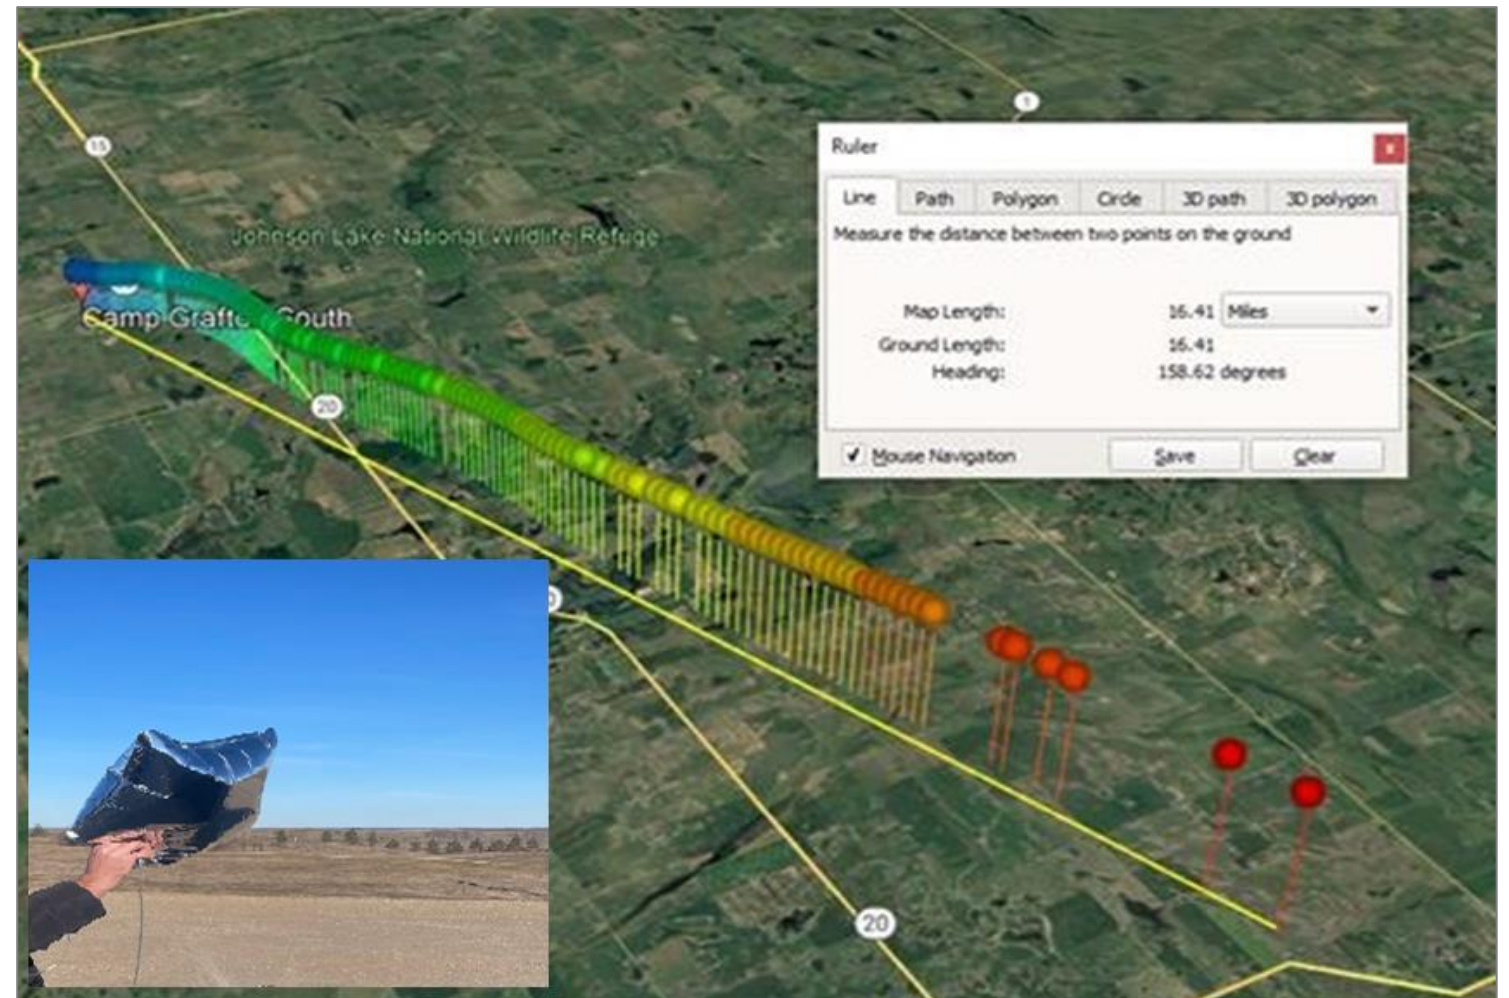 5
15
Ruler
x
Line
Path
Polygon
Circle
3D path
3D polygon
Measure the distance between two points on the ground
Johnson Lake National Wildlife Refuge
Map Length: 16.41 Miles
Ground Length: 16.41
Heading: 158.62 degrees
Camp Grafto South
20
Mouse Navigation
Save
Clear
20